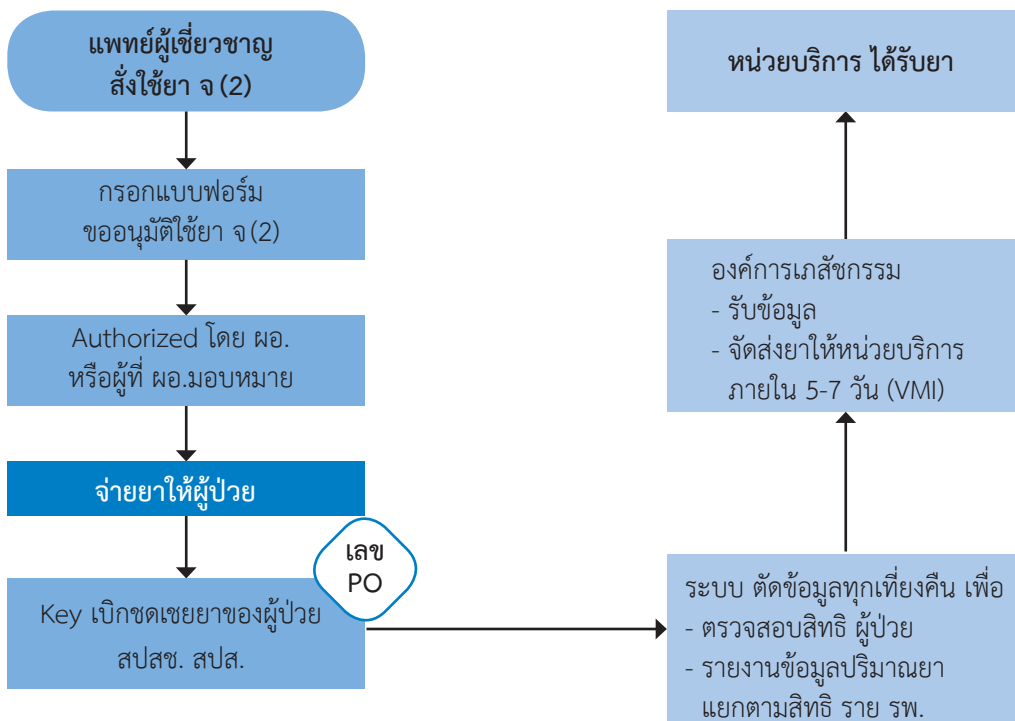 แพทย์ผู้เชี่ยวชาญ
สั่งใช้ยา จ (2)
กรอกแบบฟอร์ม
ขออนุมัติใช้ยา จ (2)
Authorized โดย ผอ.
หรือผู้ที่ ผอ.มอบหมาย
จ่ายยาให้ผู้ป่วย
เลข
PO
Key เบิกชดเชยยาของผู้ป่วย
สปสช. สปส.
ระบบ ตัดข้อมูลทุกเที่ยงคืน เพื่อ
- ตรวจสอบสิทธิ ผู้ป่วย
- รายงานข้อมูลปริมาณยา
แยกตามสิทธิ ราย รพ.
องค์การเภสัชกรรม
- รับข้อมูล
- จัดส่งยาให้หน่วยบริการ
ภายใน 5-7 วัน (VMI)
หน่วยบริการ ได้รับยา